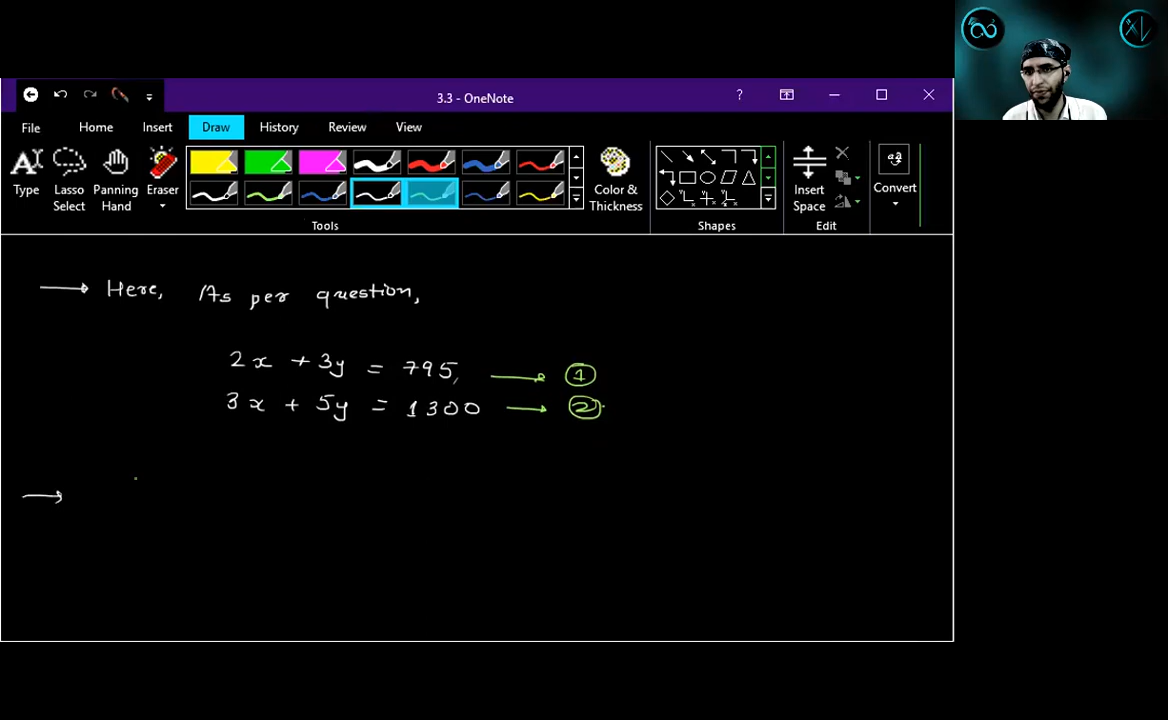 3.3 - OneNote
?
File Home Insert Draw History Review View
Type
Lasso Select
Panning Hand
Eraser
Color & Thickness
Insert Space
Convert
Tools
Shapes
Edit
Here, As per question,
2x + 3y = 795, → ①
3x + 5y = 1300 → ②